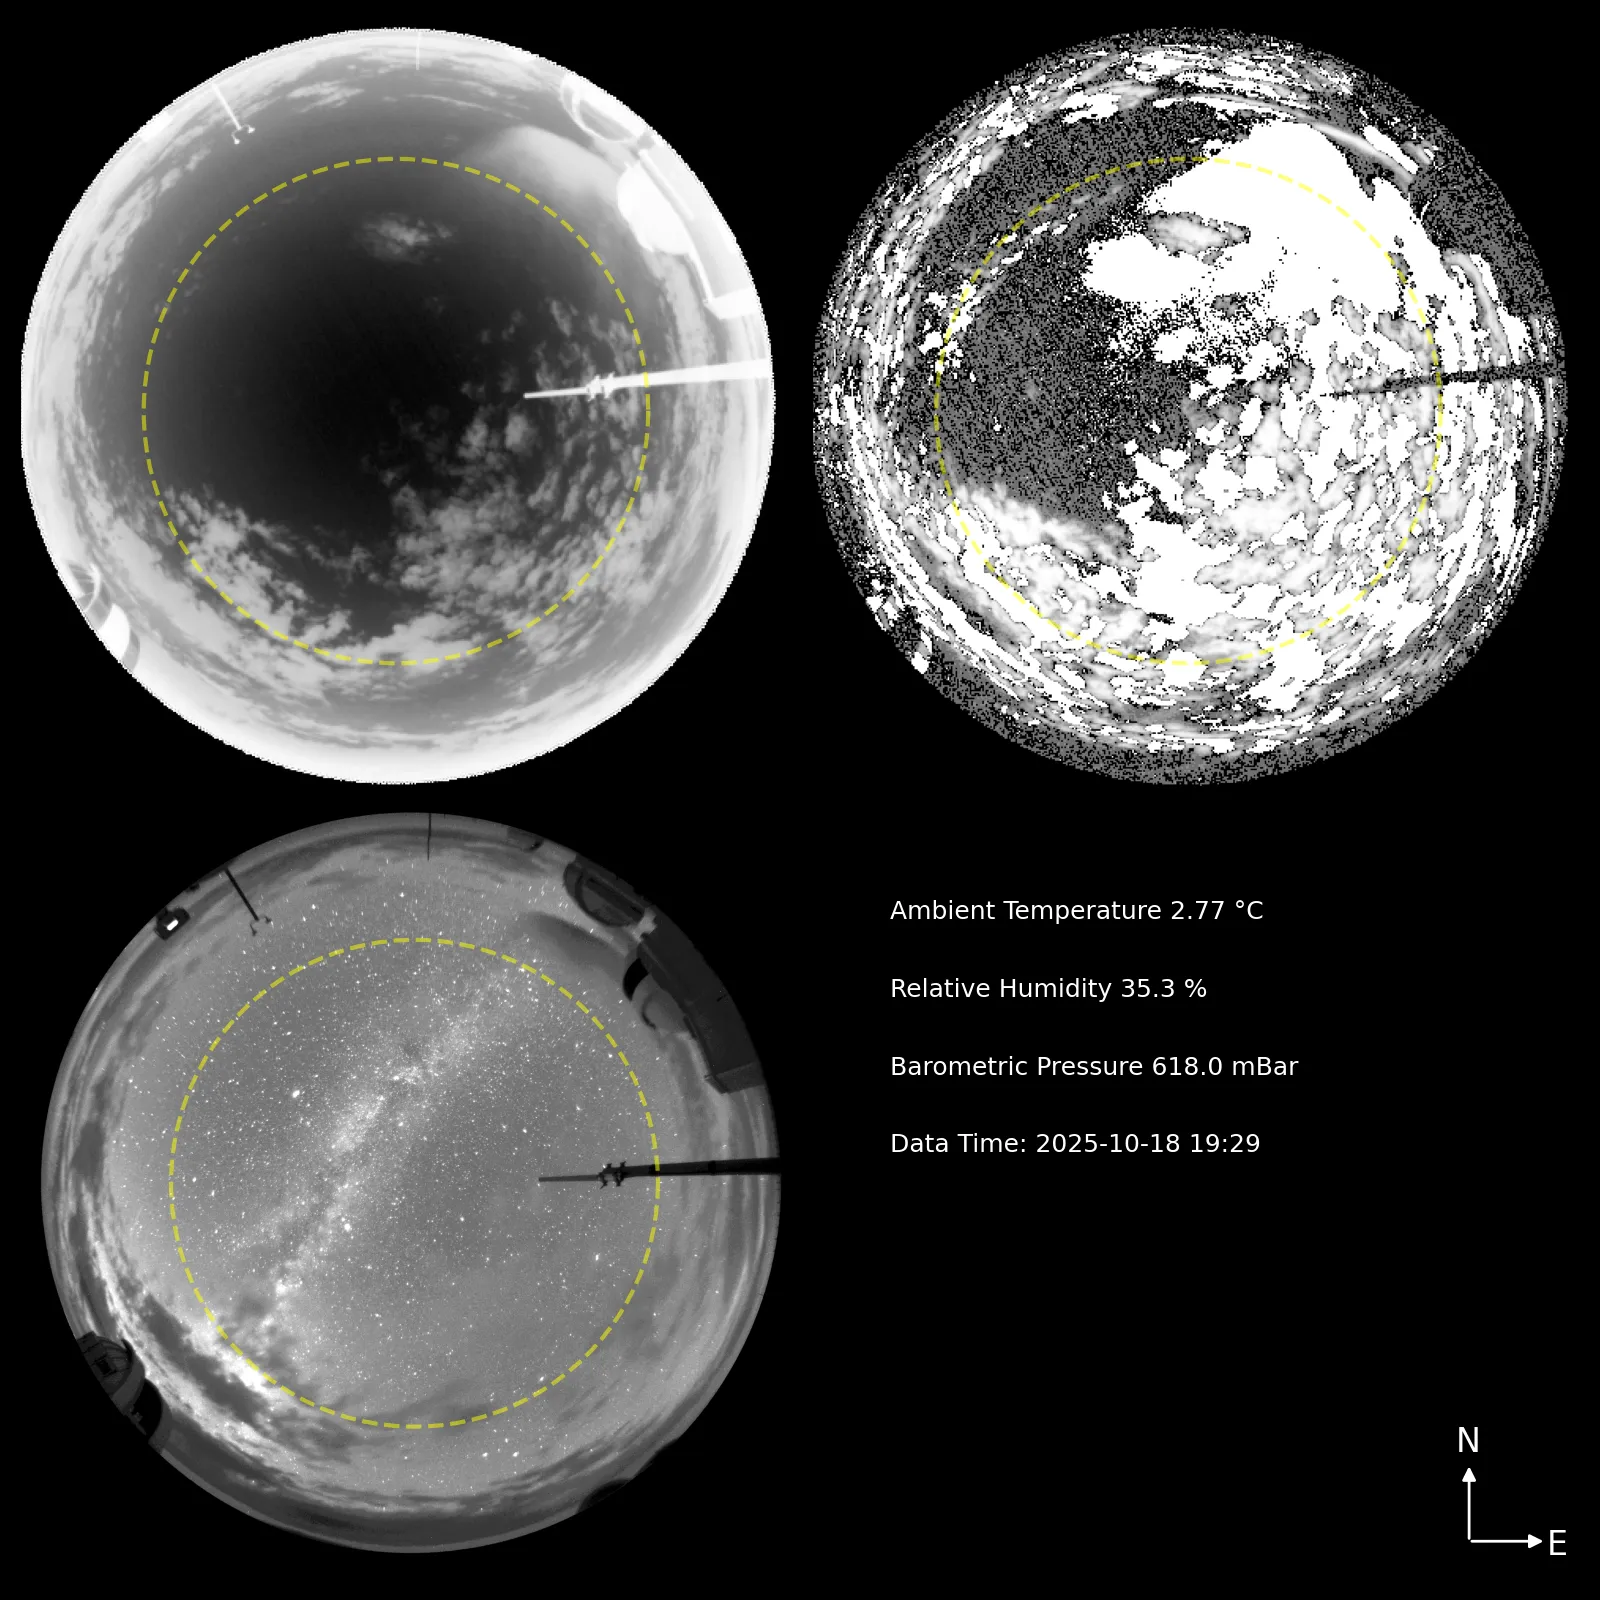 Ambient Temperature 2.77 °C
Relative Humidity 35.3 %
Barometric Pressure 618.0 mBar
Data Time: 2025-10-18 19:29
N
E